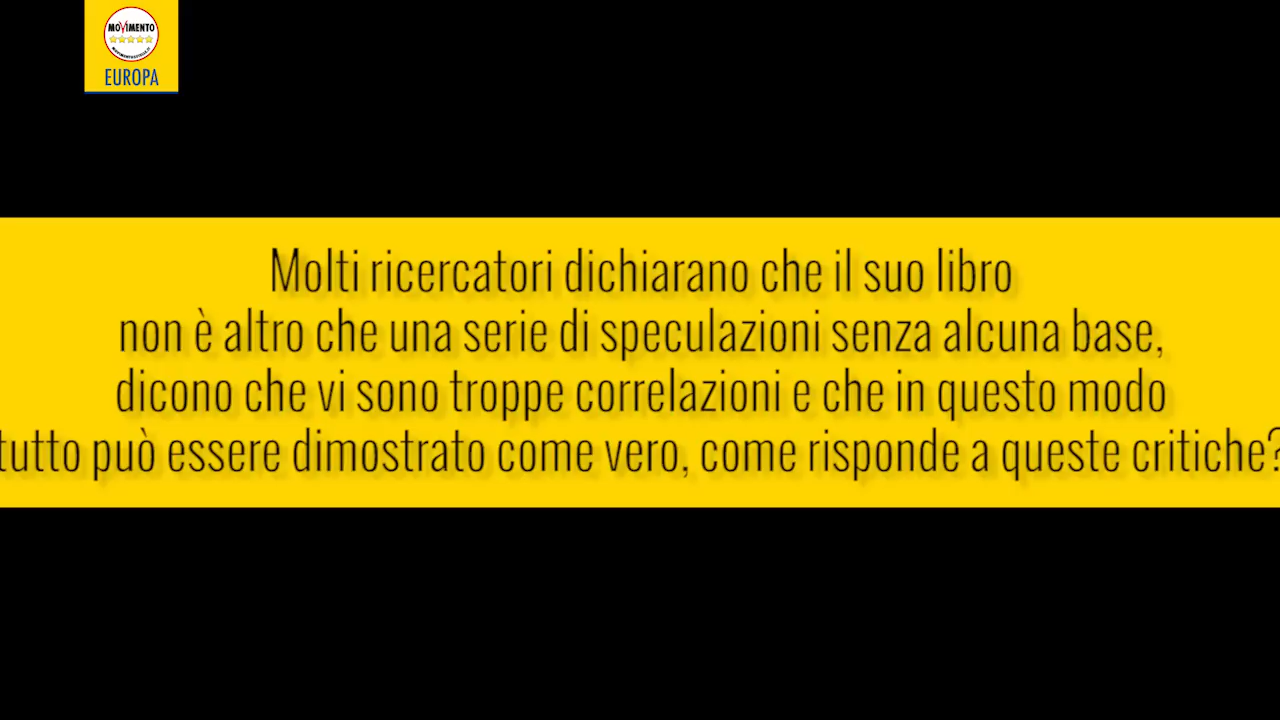 MOVIMENTO
MOVIMENTO5STELLE.IT
EUROPA
Molti ricercatori dichiarano che il suo libro
non è altro che una serie di speculazioni senza alcuna base,
dicono che vi sono troppe correlazioni e che in questo modo
tutto può essere dimostrato come vero, come risponde a queste critiche?